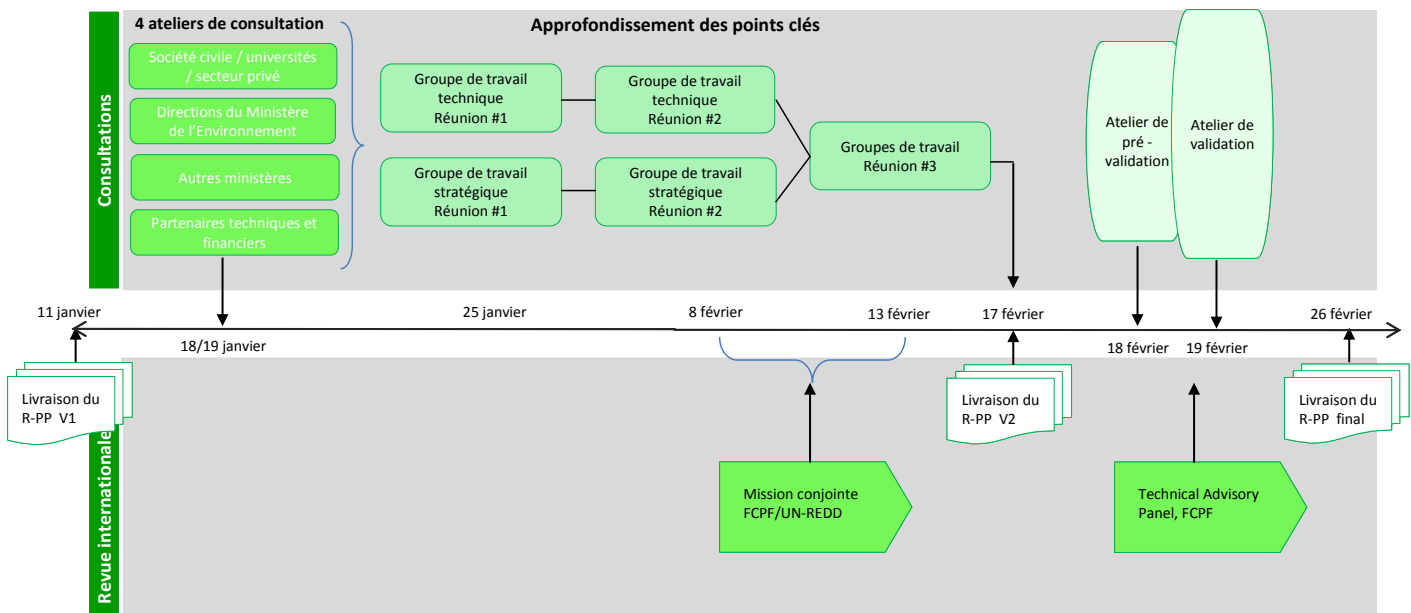 4 ateliers de consultation
Approfondissement des points clés
Consultations
Société civile / universités
/ secteur privé
Directions du Ministère
de l'Environnement
Autres ministères
Partenaires techniques et
financiers
Groupe de travail
technique
Réunion #1
Groupe de travail
technique
Réunion #2
Groupe de travail
stratégique
Réunion #1
Groupe de travail
stratégique
Réunion #2
Groupes de travail
Réunion #3
Atelier de
pré -
validation
Atelier de
validation
11 janvier
25 janvier
8 février
13 février
17 février
26 février
18/19 janvier
18 février
19 février
Livraison du
R-PP V1
Livraison du
R-PP V2
Livraison du
R-PP final
Revue internationale
Mission conjointe
FCPF/UN-REDD
Technical Advisory
Panel, FCPF